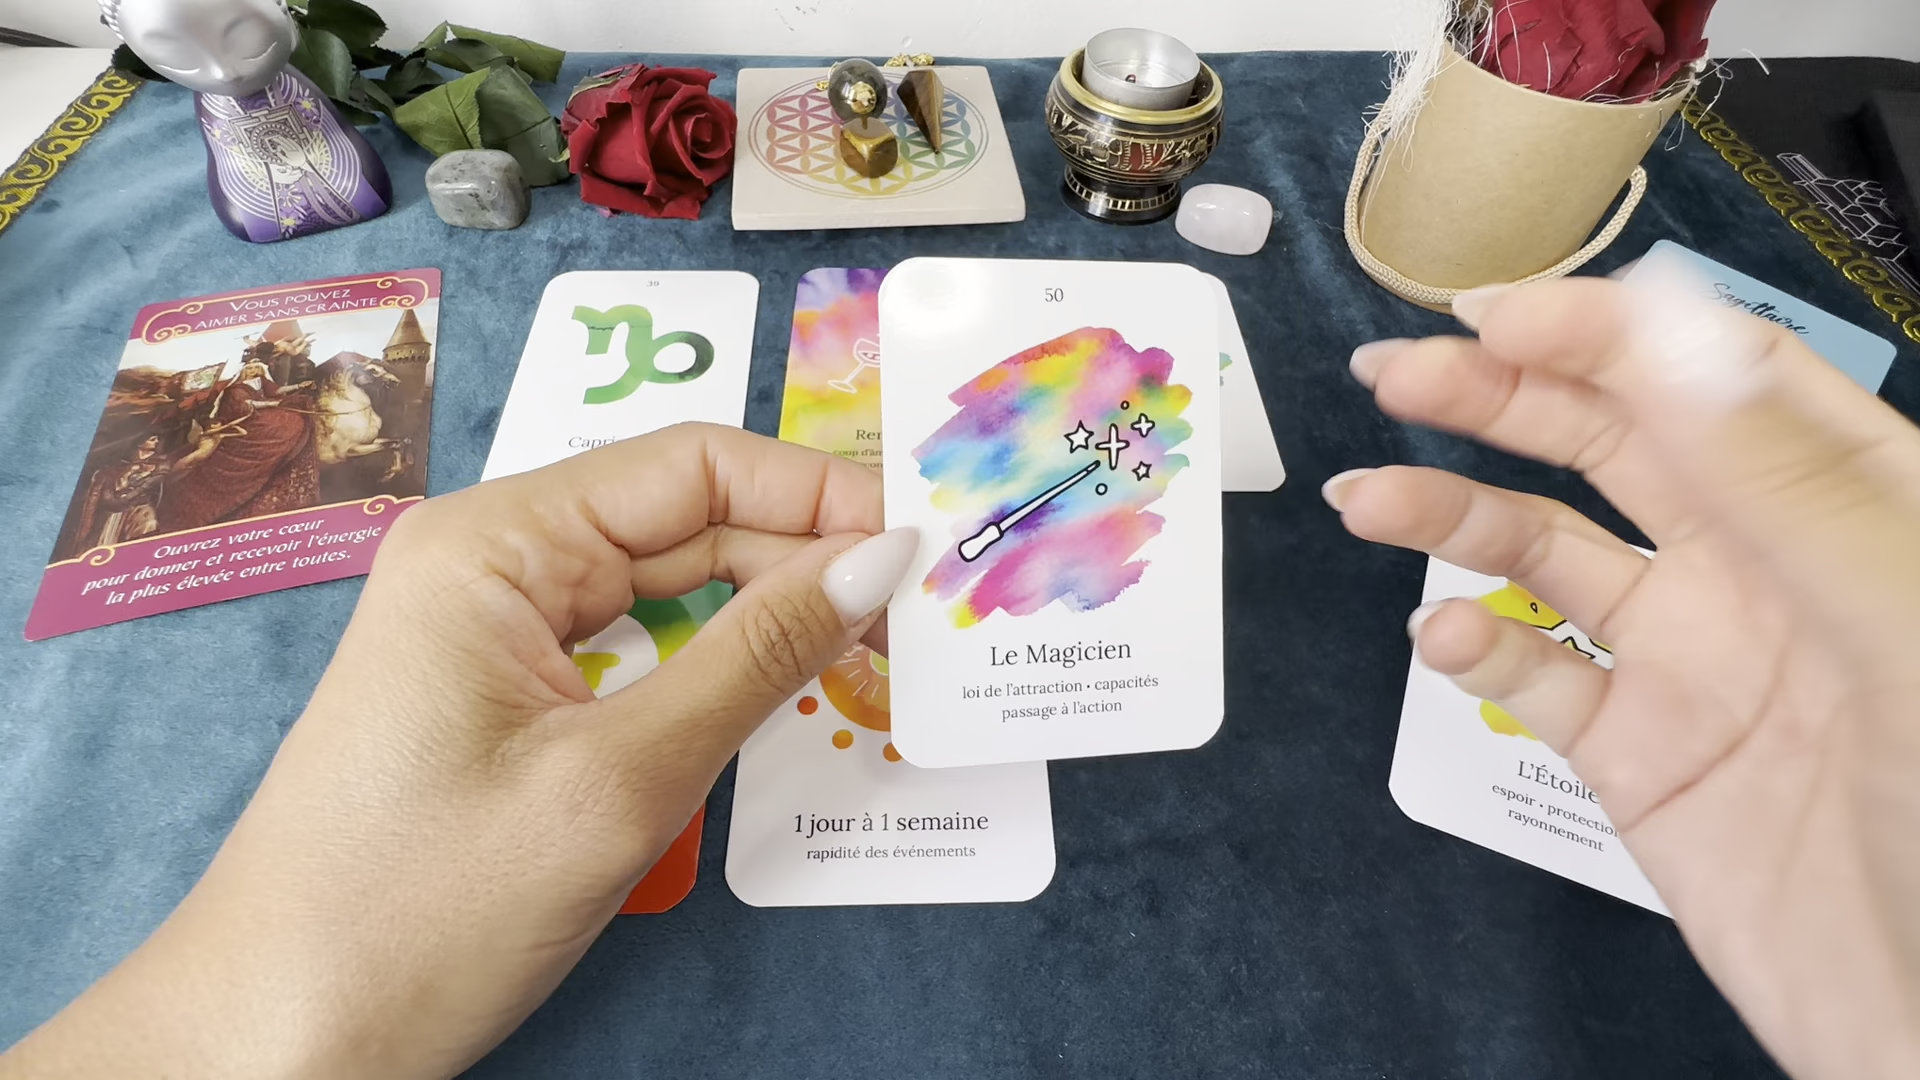 VOUS POUVEZ
AIMER SANS CRAINTE
Ouvrez votre cœur
pour donner et recevoir l'énergie
la plus élevée entre toutes.
39
50
Le Magicien
loi de l'attraction • capacités
passage à l'action
1 jour à 1 semaine
rapidité des événements
Sagittaire
L'Étoile
espoir • protection
rayonnement